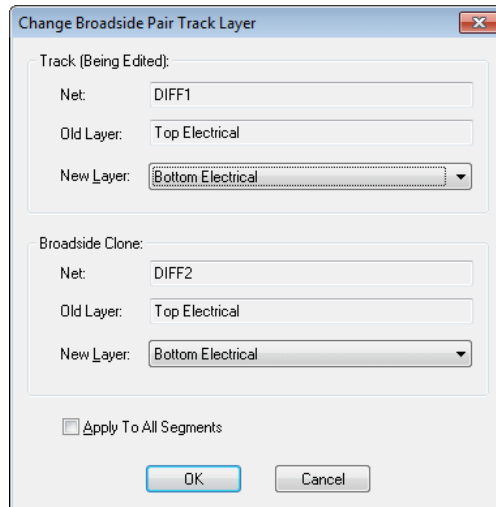 Change Broadside Pair Track Layer
Track (Being Edited):
Net: DIFF1
Old Layer: Top Electrical
New Layer: Bottom Electrical
Broadside Clone:
Net: DIFF2
Old Layer: Top Electrical
New Layer: Bottom Electrical
Apply To All Segments
OK Cancel